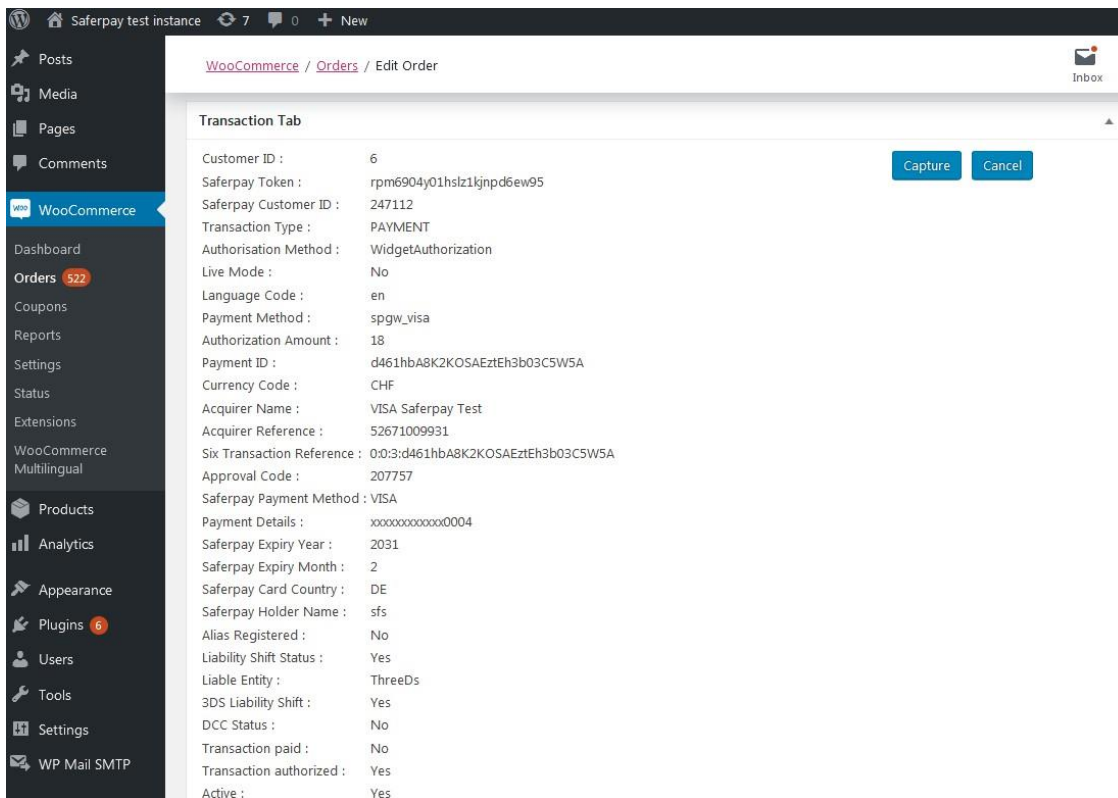 Saferpay test instance 7 0 + New
Posts
Media
Pages
Comments
WOO WooCommerce
Dashboard
Orders 522
Coupons
Reports
Settings
Status
Extensions
WooCommerce
Multilingual
Products
Analytics
Appearance
Plugins 6
Users
Tools
Settings
WP Mail SMTP
WooCommerce / Orders / Edit Order
Inbox
Transaction Tab
Capture Cancel
Customer ID : 6
Saferpay Token : rpm6904y01hslz1kjnpd6ew95
Saferpay Customer ID : 247112
Transaction Type : PAYMENT
Authorisation Method : WidgetAuthorization
Live Mode : No
Language Code : en
Payment Method : spgw_visa
Authorization Amount : 18
Payment ID : d461hbA8K2KOSAEztEh3b03C5W5A
Currency Code : CHF
Acquirer Name : VISA Saferpay Test
Acquirer Reference : 52671009931
Six Transaction Reference : 0:0:3:d461hbA8K2KOSAEztEh3b03C5W5A
Approval Code : 207757
Saferpay Payment Method : VISA
Payment Details : xxxxxxxxxxxx0004
Saferpay Expiry Year : 2031
Saferpay Expiry Month : 2
Saferpay Card Country : DE
Saferpay Holder Name : sfs
Alias Registered : No
Liability Shift Status : Yes
Liable Entity : ThreeDs
3DS Liability Shift : Yes
DCC Status : No
Transaction paid : No
Transaction authorized : Yes
Active : Yes